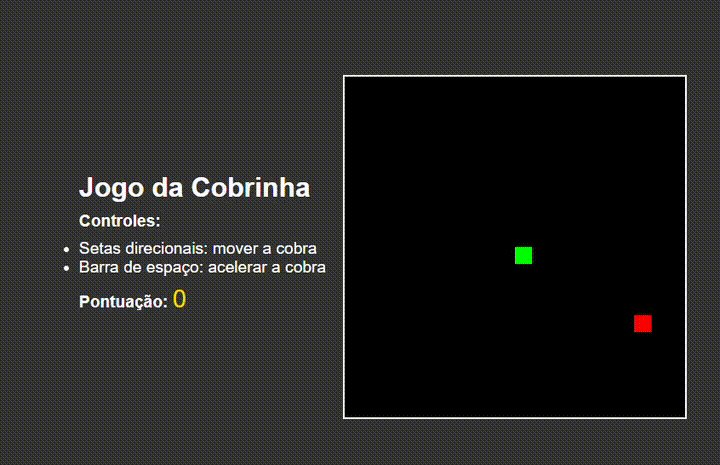 Jogo da Cobrinha
Controles:
Setas direcionais: mover a cobra
Barra de espaço: acelerar a cobra
Pontuação: 0